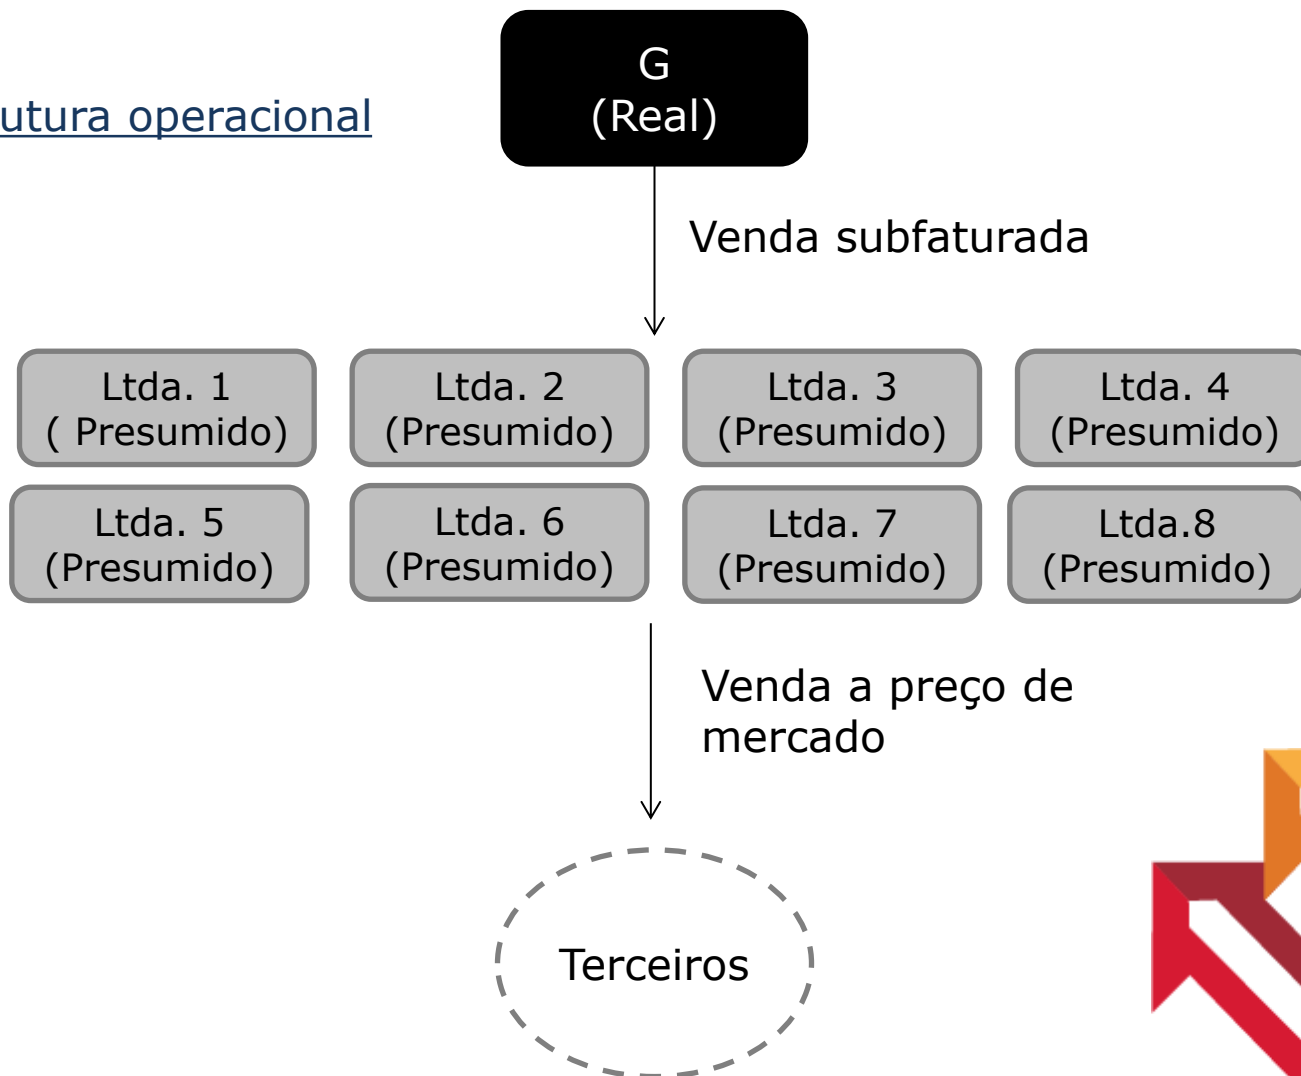 G
(Real)
utura operacional
Venda subfaturada
Ltda. 1
( Presumido)
Ltda. 2
(Presumido)
Ltda. 3
(Presumido)
Ltda. 4
(Presumido)
Ltda. 5
(Presumido)
Ltda. 6
(Presumido)
Ltda. 7
(Presumido)
Ltda.8
(Presumido)
Venda a preço de
mercado
Terceiros